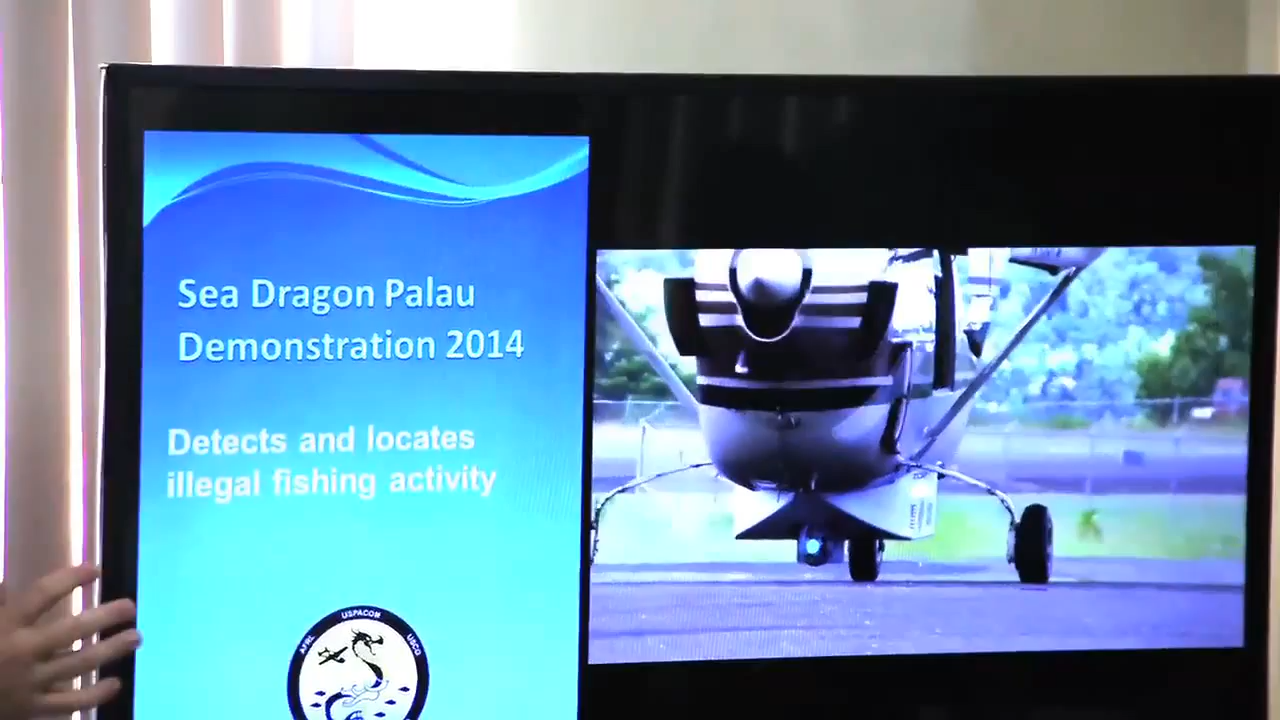 Sea Dragon Palau
Demonstration 2014
Detects and locates
illegal fishing activity
AFRL USPACOM USCG